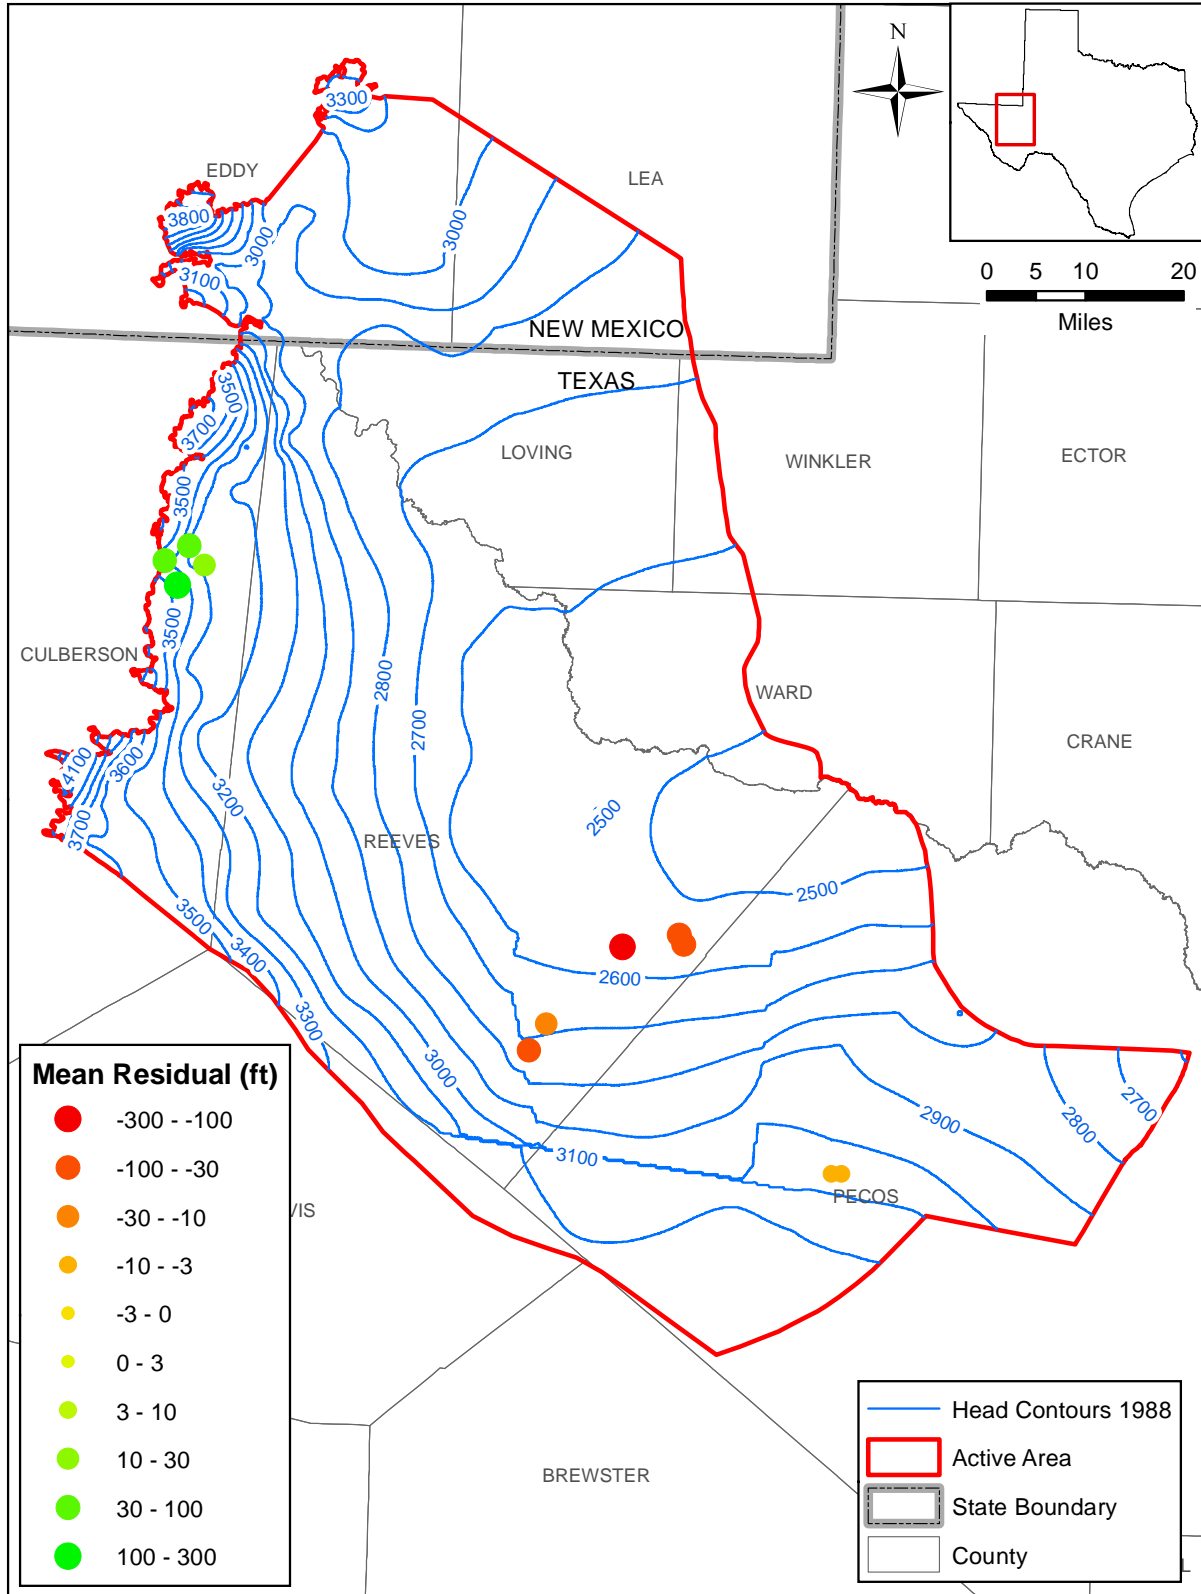 N
3300
EDDY
LEA
3800
3000
3000
3100
0 5 10 20
Miles
NEW MEXICO
TEXAS
3500
3700
LOVING
WINKLER
ECTOR
3500
3500
CULBERSON
2800
WARD
2700
CRANE
4100
3600
3200
2500
3700
REEVES
2500
3500
3400
2600
3300
3000
2900
2800
2700
3100
PECOS
VIS
BREWSTER
Mean Residual (ft)
-300 - -100
-100 - -30
-30 - -10
-10 - -3
-3 - 0
0 - 3
3 - 10
10 - 30
30 - 100
100 - 300
Head Contours 1988
Active Area
State Boundary
County
L